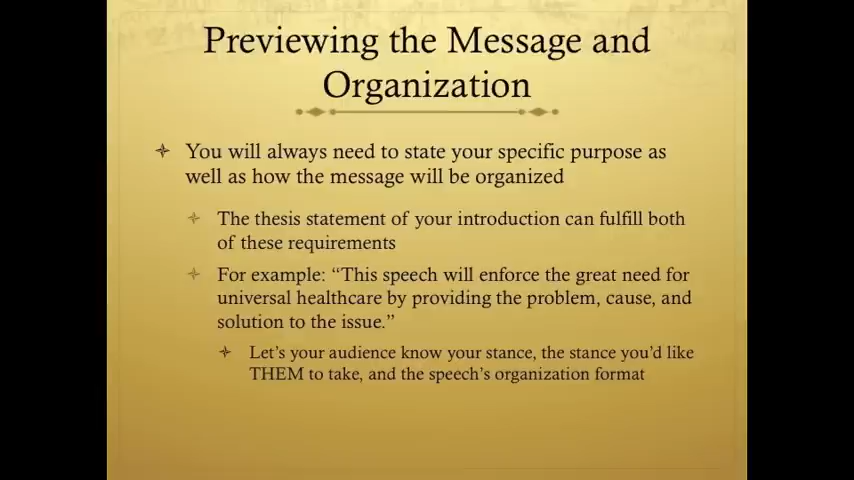 Previewing the Message and
Organization
You will always need to state your specific purpose as
well as how the message will be organized
The thesis statement of your introduction can fulfill both
of these requirements
For example: “This speech will enforce the great need for
universal healthcare by providing the problem, cause, and
solution to the issue.”
Let’s your audience know your stance, the stance you’d like
THEM to take, and the speech’s organization format